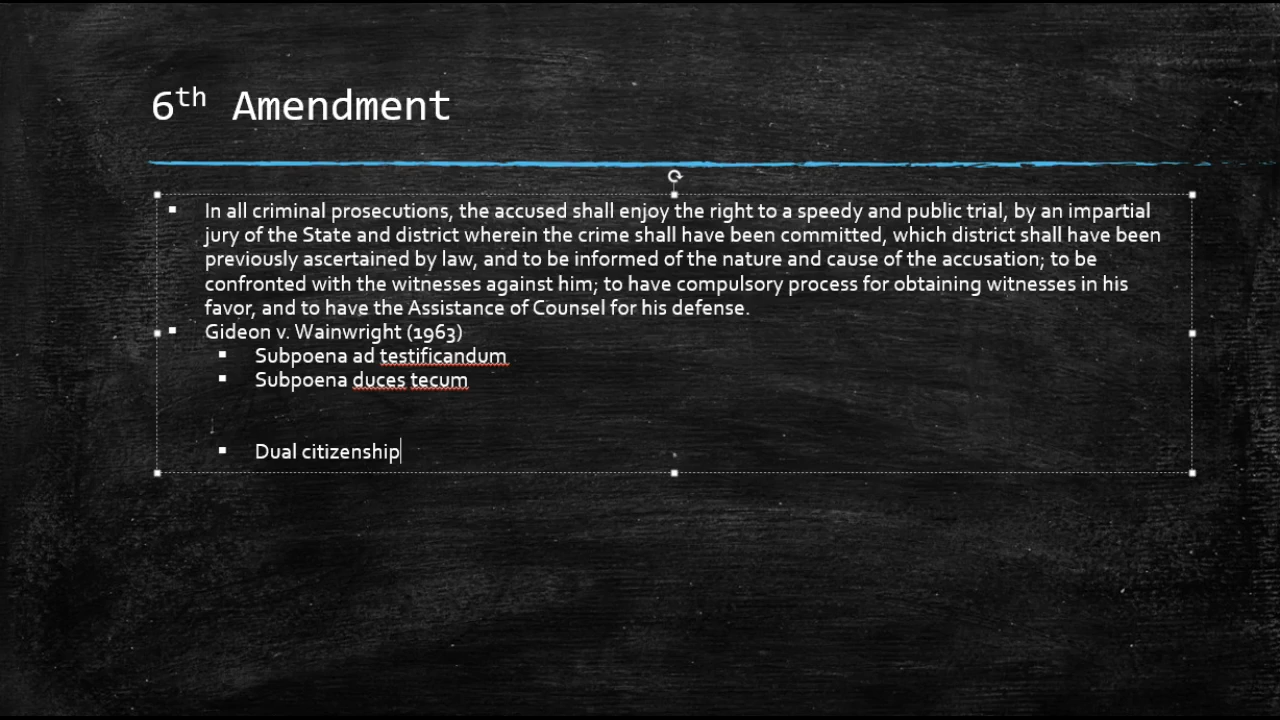 6th Amendment
In all criminal prosecutions, the accused shall enjoy the right to a speedy and public trial, by an impartial
jury of the State and district wherein the crime shall have been committed, which district shall have been
previously ascertained by law, and to be informed of the nature and cause of the accusation; to be
confronted with the witnesses against him; to have compulsory process for obtaining witnesses in his
favor, and to have the Assistance of Counsel for his defense.
Gideon v. Wainwright (1963)
Subpoena ad testificandum
Subpoena duces tecum
Dual citizenship